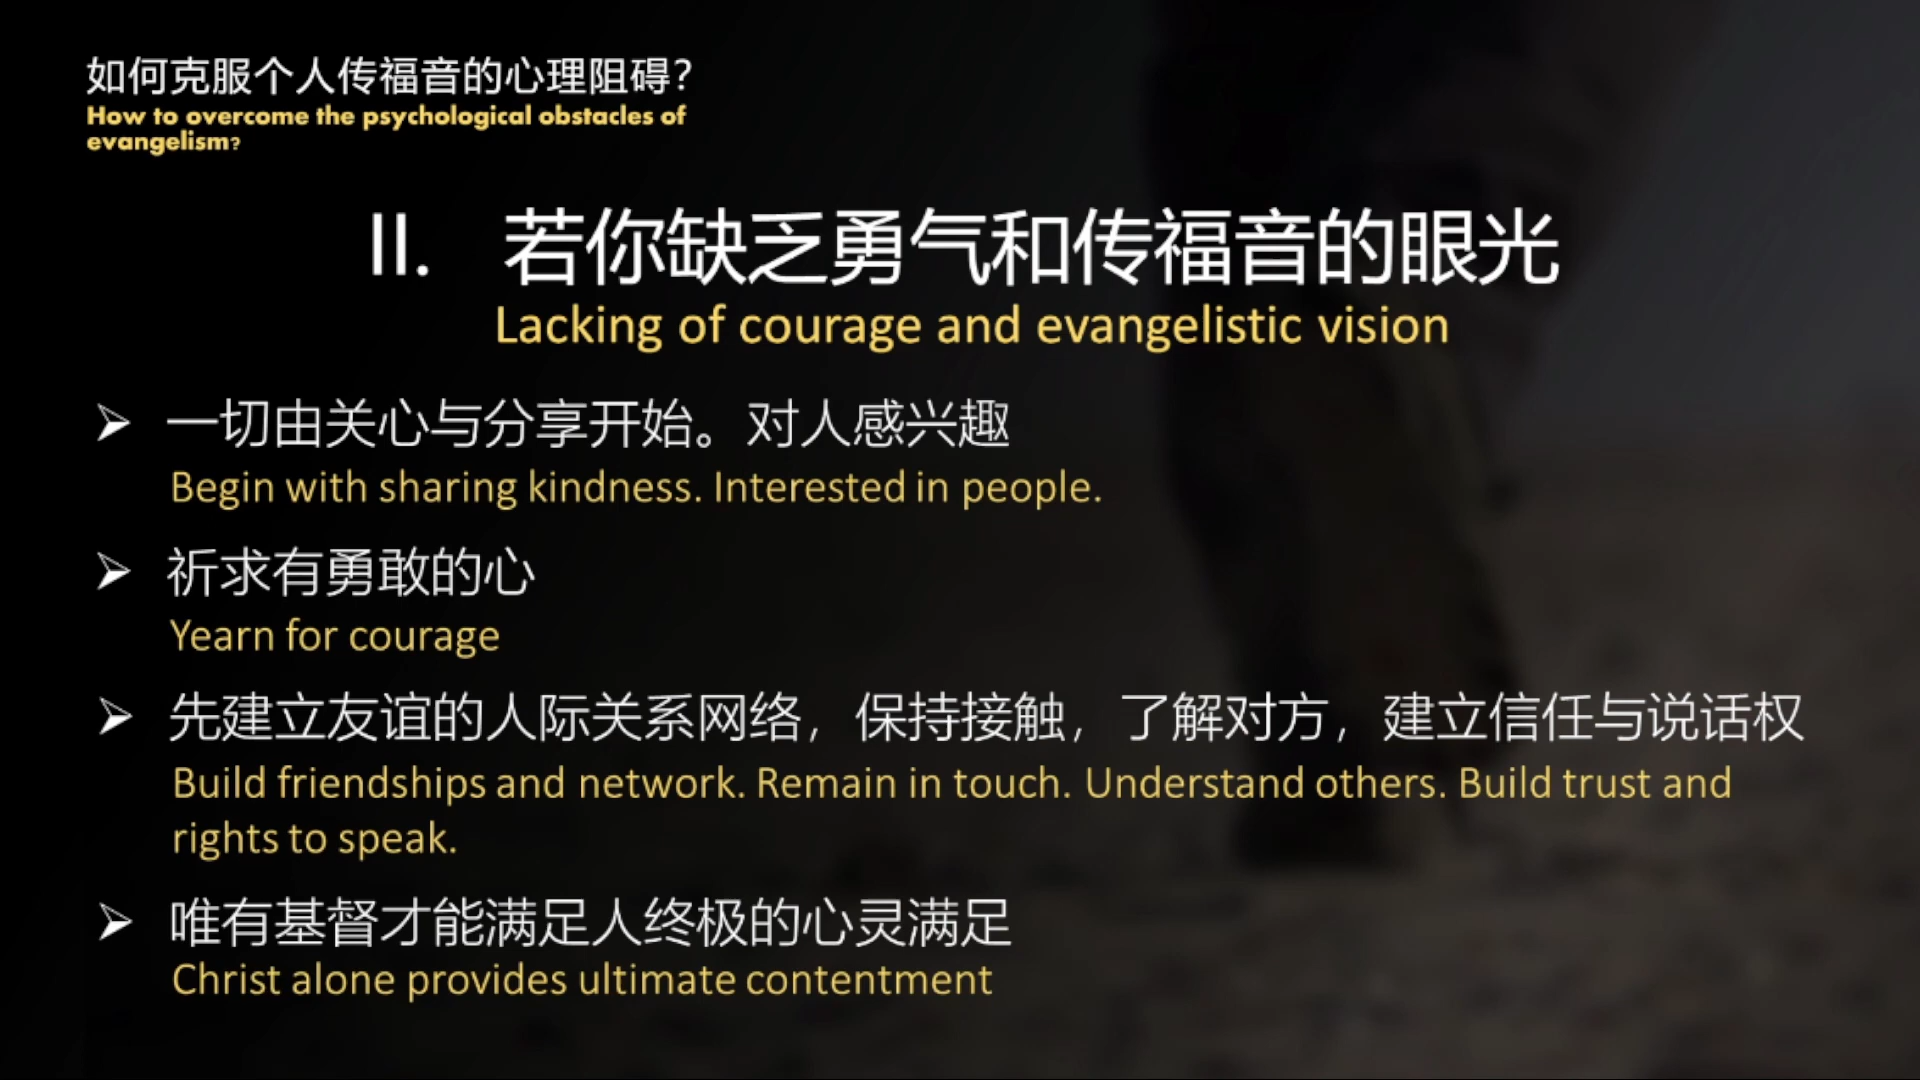 如何克服个人传福音的心理阻碍？
How to overcome the psychological obstacles of
evangelism?
II. 若你缺乏勇气和传福音的眼光
Lacking of courage and evangelistic vision
➢ 一切由关心与分享开始。对人感兴趣
Begin with sharing kindness. Interested in people.
➢ 祈求有勇敢的心
Yearn for courage
➢ 先建立友谊的人际关系网络，保持接触，了解对方，建立信任与说话权
Build friendships and network. Remain in touch. Understand others. Build trust and
rights to speak.
➢ 唯有基督才能满足人终极的心灵满足
Christ alone provides ultimate contentment